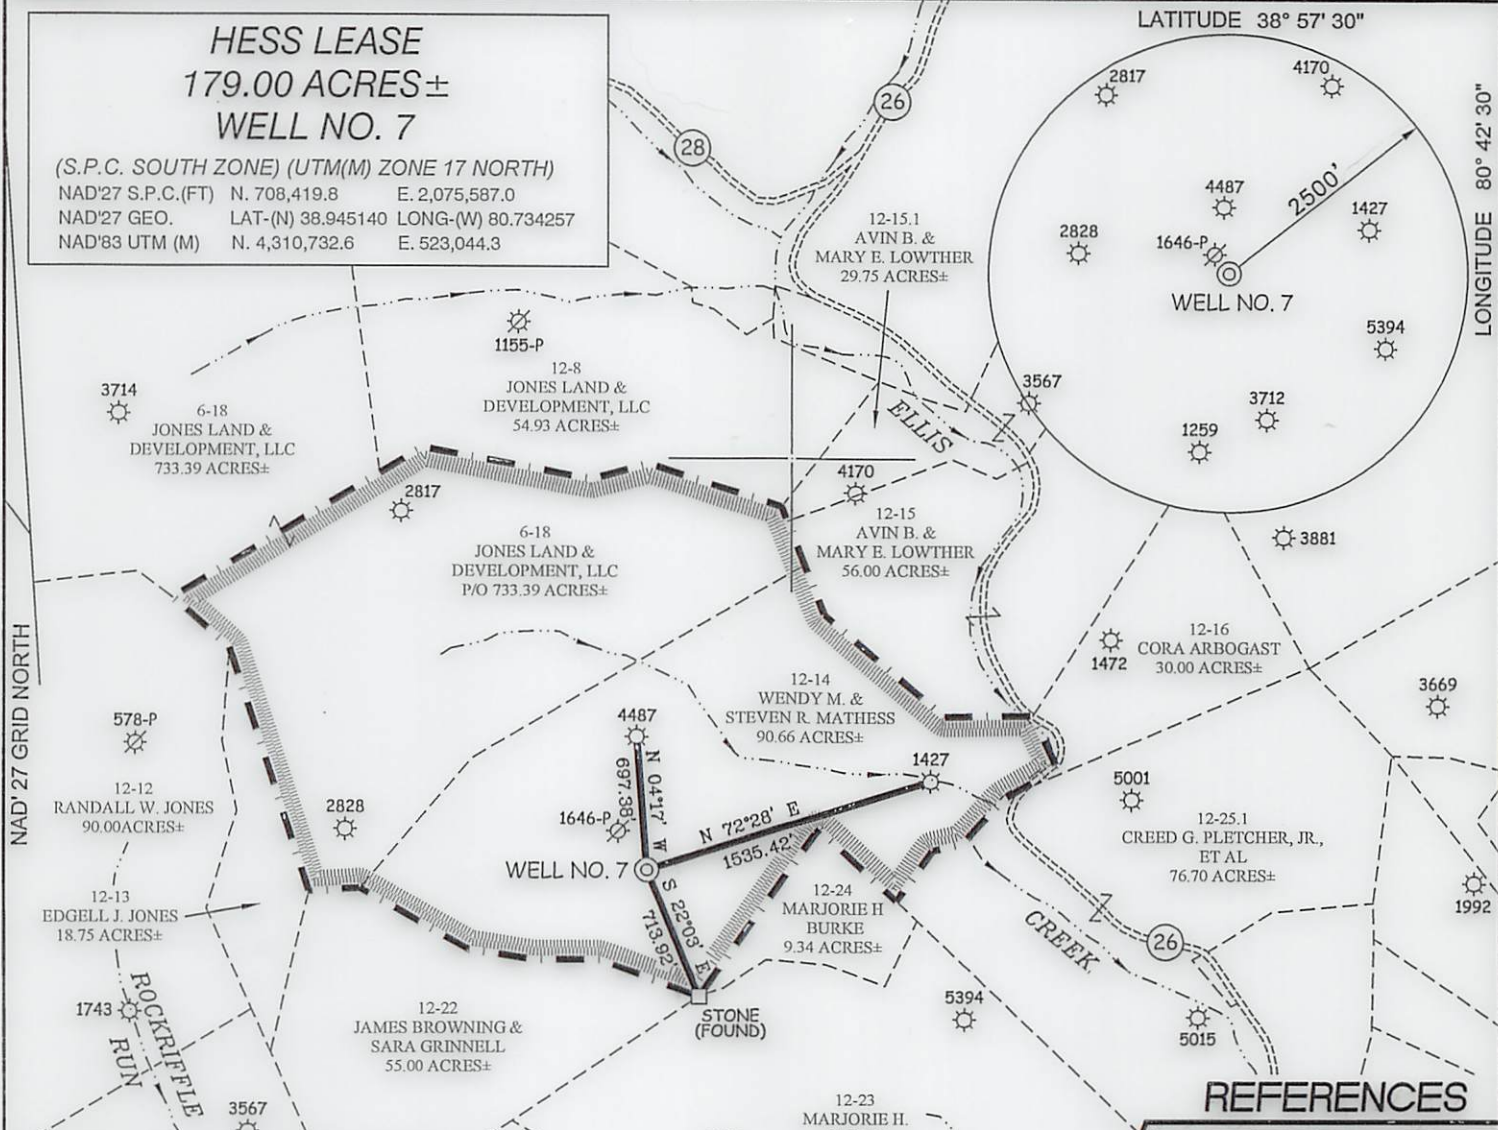 HESS LEASE
179.00 ACRES±
WELL NO. 7
(S.P.C. SOUTH ZONE) (UTM(M) ZONE 17 NORTH)
NAD'27 S.P.C.(FT) N. 708,419.8 E. 2,075,587.0
NAD'27 GEO. LAT-(N) 38.945140 LONG-(W) 80.734257
NAD'83 UTM (M) N. 4,310,732.6 E. 523,044.3
LATITUDE 38° 57' 30"
LONGITUDE 80° 42' 30"
28
26
2817
4170
2500'
4487
1427
2828
1646-P
WELL NO. 7
5394
3712
1259
3567
12-15.1
AVIN B. &
MARY E. LOWTHER
29.75 ACRES±
1155-P
12-8
JONES LAND &
DEVELOPMENT, LLC
54.93 ACRES±
3714
6-18
JONES LAND &
DEVELOPMENT, LLC
733.39 ACRES±
ELLIS
2817
4170
6-18
JONES LAND &
DEVELOPMENT, LLC
P/O 733.39 ACRES±
12-15
AVIN B. &
MARY E. LOWTHER
56.00 ACRES±
3881
NAD' 27 GRID NORTH
1472
12-16
CORA ARBOGAST
30.00 ACRES±
3669
12-14
WENDY M. &
STEVEN R. MATHESS
90.66 ACRES±
578-P
4487
N 04°17' W
697.38'
1427
N 72°28' E
1535.42'
5001
12-12
RANDALL W. JONES
90.00ACRES±
2828
1646-P
WELL NO. 7
S 22°03' E
713.92'
12-25.1
CREED G. PLETCHER, JR.,
ET AL
76.70 ACRES±
12-13
EDGELL J. JONES
18.75 ACRES±
12-24
MARJORIE H
BURKE
9.34 ACRES±
1992
CREEK
26
1743
ROCKRIFFLE
RUN
12-22
JAMES BROWNING &
SARA GRINNELL
55.00 ACRES±
STONE
(FOUND)
5394
5015
3567
12-23
MARJORIE H.
REFERENCES